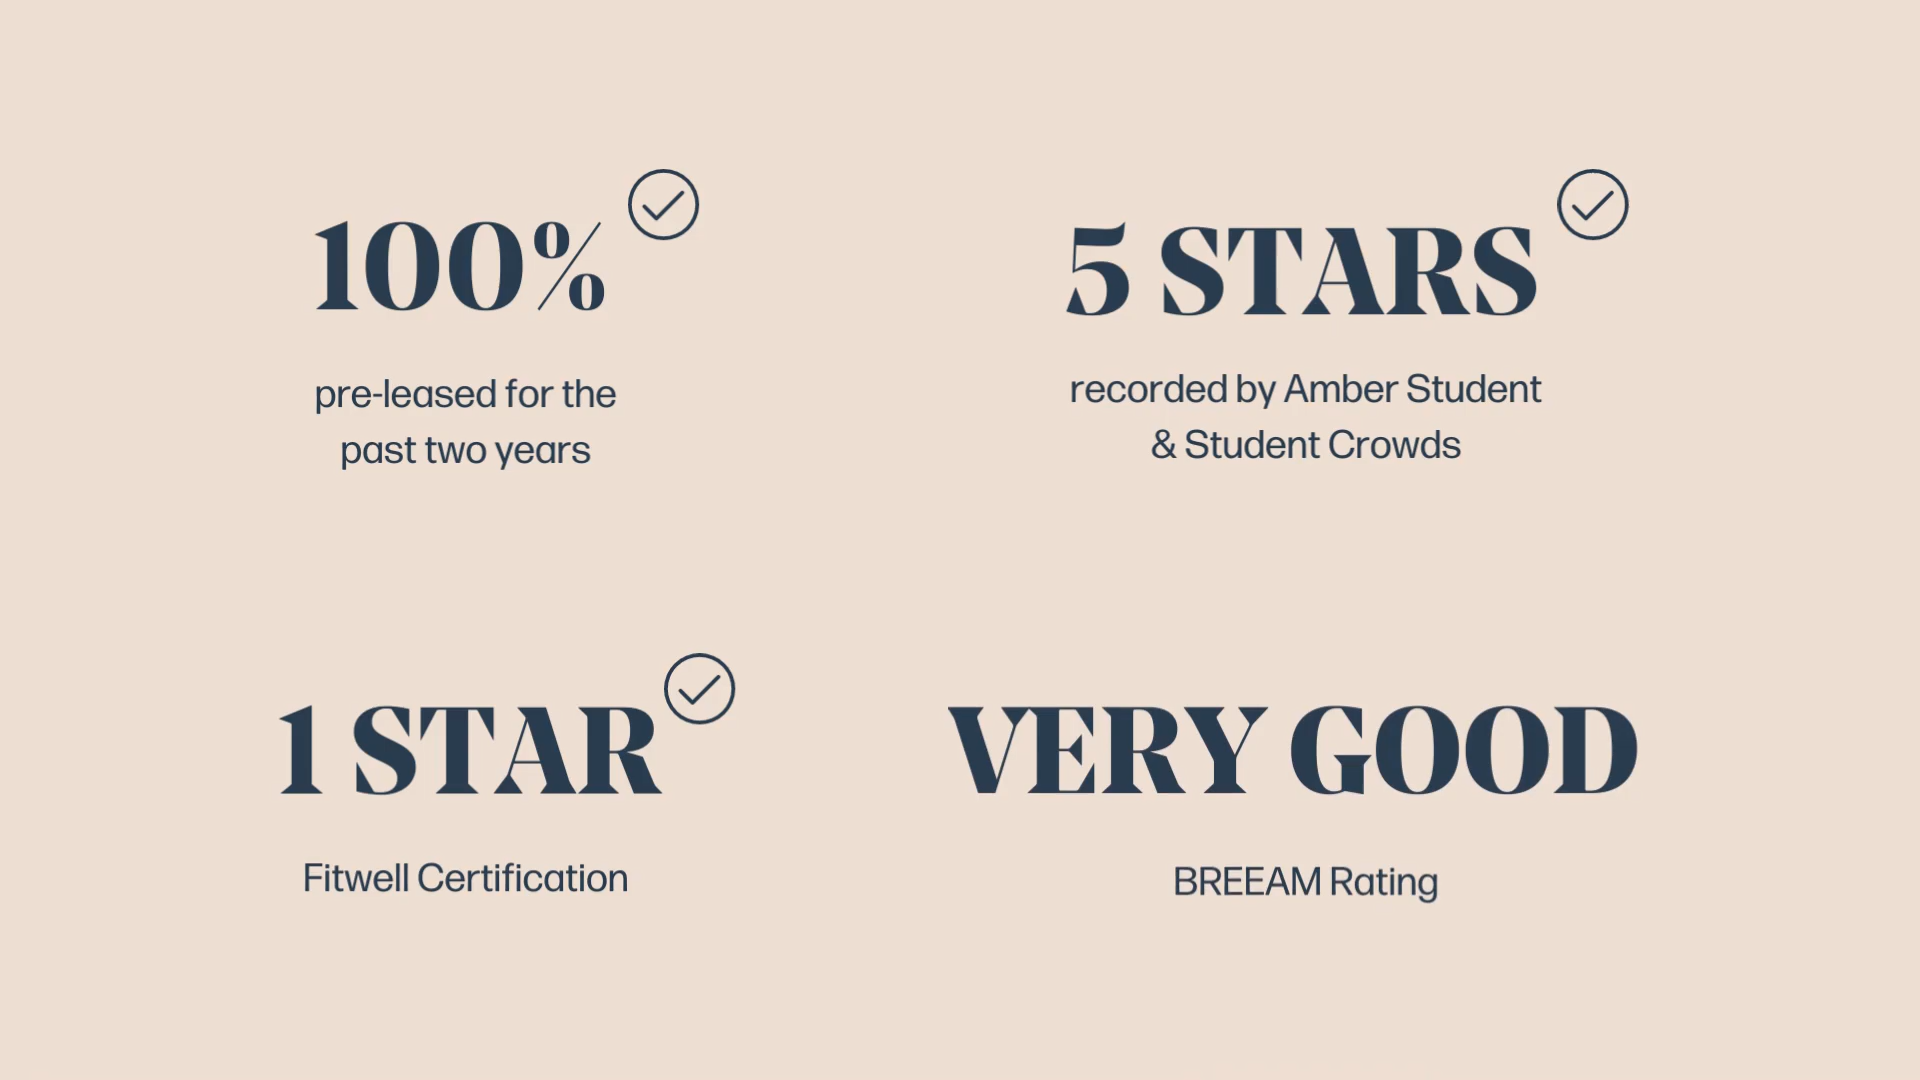 100%
pre-leased for the
past two years
5 STARS
recorded by Amber Student
& Student Crowds
1 STAR
Fitwell Certification
VERY GOOD
BREEAM Rating